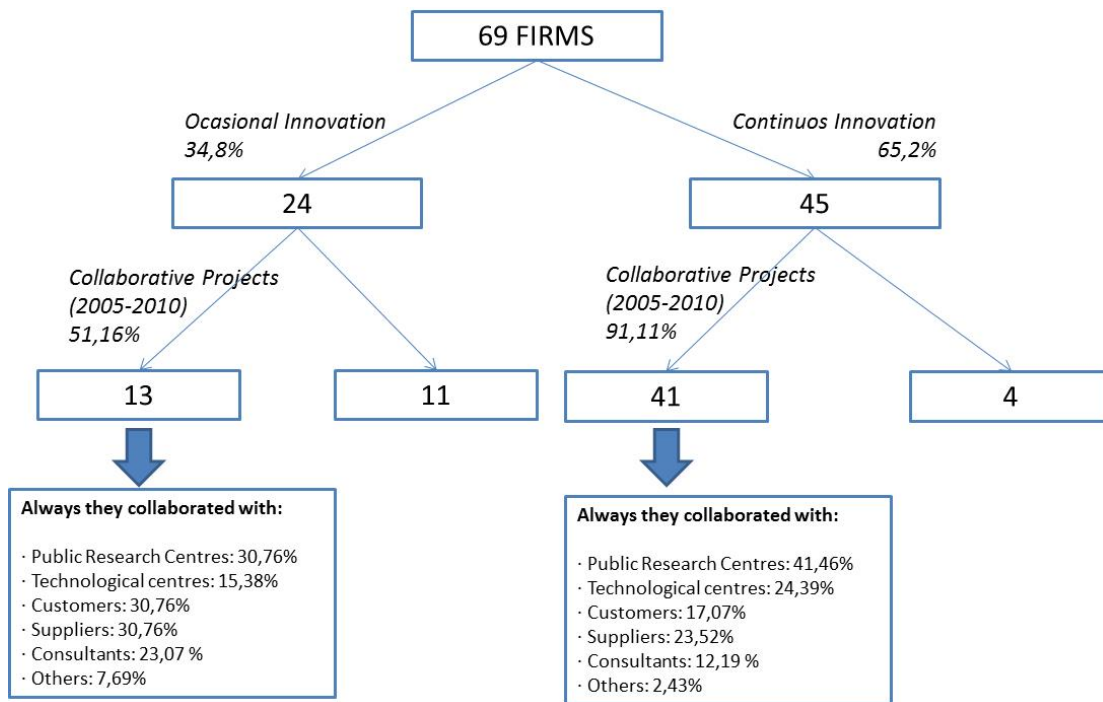 69 FIRMS
Ocasional Innovation
34,8%
Continuos Innovation
65,2%
24
45
Collaborative Projects
(2005-2010)
51,16%
Collaborative Projects
(2005-2010)
91,11%
13
11
41
4
Always they collaborated with:
· Public Research Centres: 30,76%
· Technological centres: 15,38%
· Customers: 30,76%
· Suppliers: 30,76%
· Consultants: 23,07 %
· Others: 7,69%
Always they collaborated with:
· Public Research Centres: 41,46%
· Technological centres: 24,39%
· Customers: 17,07%
· Suppliers: 23,52%
· Consultants: 12,19 %
· Others: 2,43%